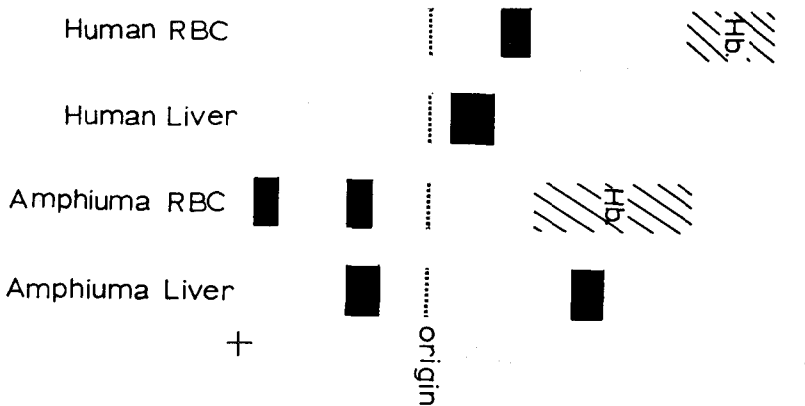 Human RBC
Hb.
Human Liver
Amphiuma RBC
Hb
Amphiuma Liver
+
origin